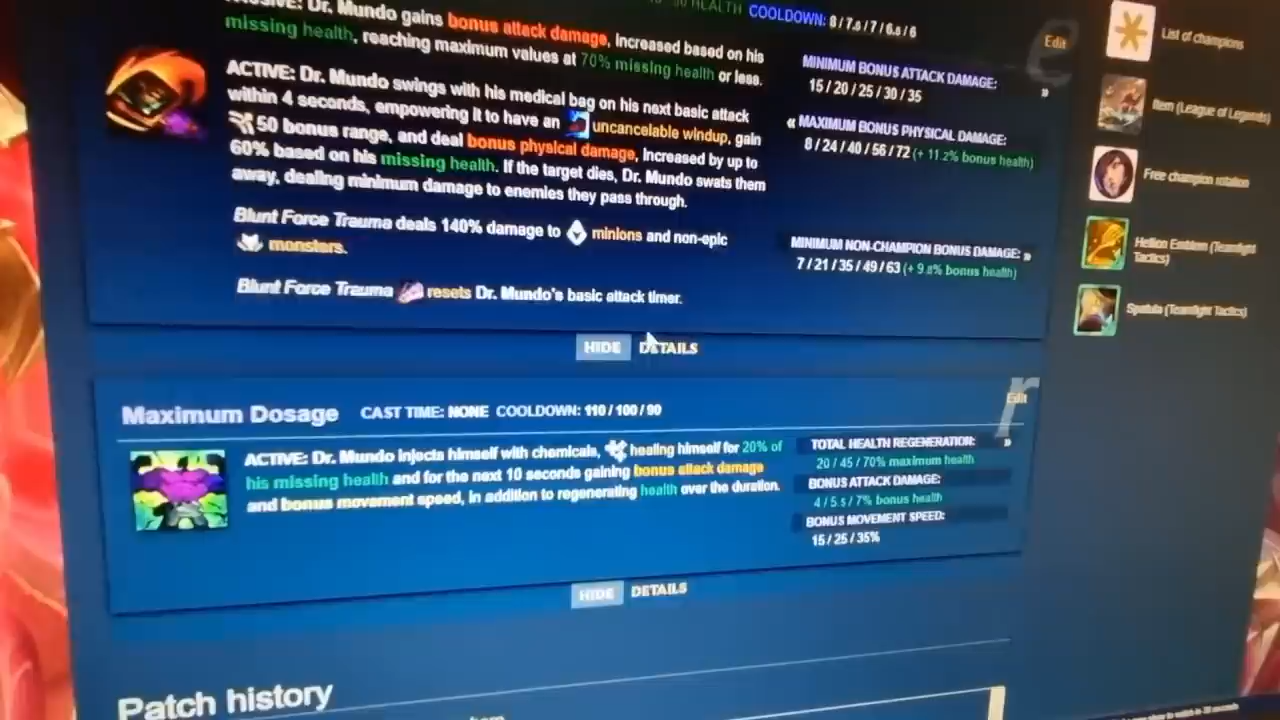 Dr. Mundo gains bonus attack damage, increased based on his
missing health, reaching maximum values at 70% missing health or less.
ACTIVE: Dr. Mundo swings with his medical bag on his next basic attack
within 4 seconds, empowering it to have an uncancelable windup, gain
50 bonus range, and deal bonus physical damage, increased by up to
60% based on his missing health. If the target dies, Dr. Mundo swats them
away, dealing minimum damage to enemies they pass through.
Blunt Force Trauma deals 140% damage to minions and non-epic
monsters.
Blunt Force Trauma resets Dr. Mundo's basic attack timer.
HEALTH COOLDOWN: 8 / 7.5 / 7 / 6.5 / 6
e
Edit
MINIMUM BONUS ATTACK DAMAGE:
15 / 20 / 25 / 30 / 35
»
« MAXIMUM BONUS PHYSICAL DAMAGE:
8 / 24 / 40 / 56 / 72 (+ 11.2% bonus health)
MINIMUM NON-CHAMPION BONUS DAMAGE: »
7 / 21 / 35 / 49 / 63 (+ 9.8% bonus health)
HIDE DETAILS
Maximum Dosage CAST TIME: NONE COOLDOWN: 110 / 100 / 90
r
Edit
ACTIVE: Dr. Mundo injects himself with chemicals, healing himself for 20% of
his missing health and for the next 10 seconds gaining bonus attack damage
and bonus movement speed, in addition to regenerating health over the duration.
TOTAL HEALTH REGENERATION: »
20 / 45 / 70% maximum health
BONUS ATTACK DAMAGE:
4 / 5.5 / 7% bonus health
BONUS MOVEMENT SPEED:
15 / 25 / 35%
HIDE DETAILS
Patch history
List of champions
Item (League of Legends)
Free champion rotation
Hellion Emblem (Teamfight
Tactics)
Spatula (Teamfight Tactics)